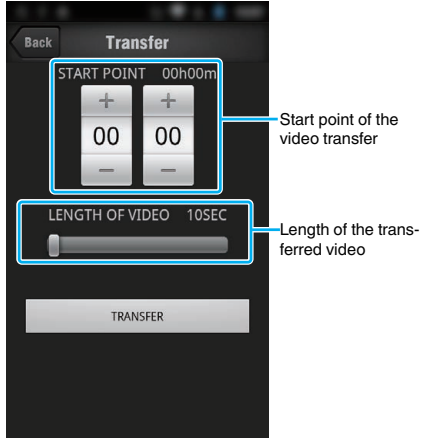 Back Transfer
START POINT 00h00m
+ +
00 00
− −
Start point of the
video transfer
LENGTH OF VIDEO 10SEC
Length of the trans-
ferred video
TRANSFER